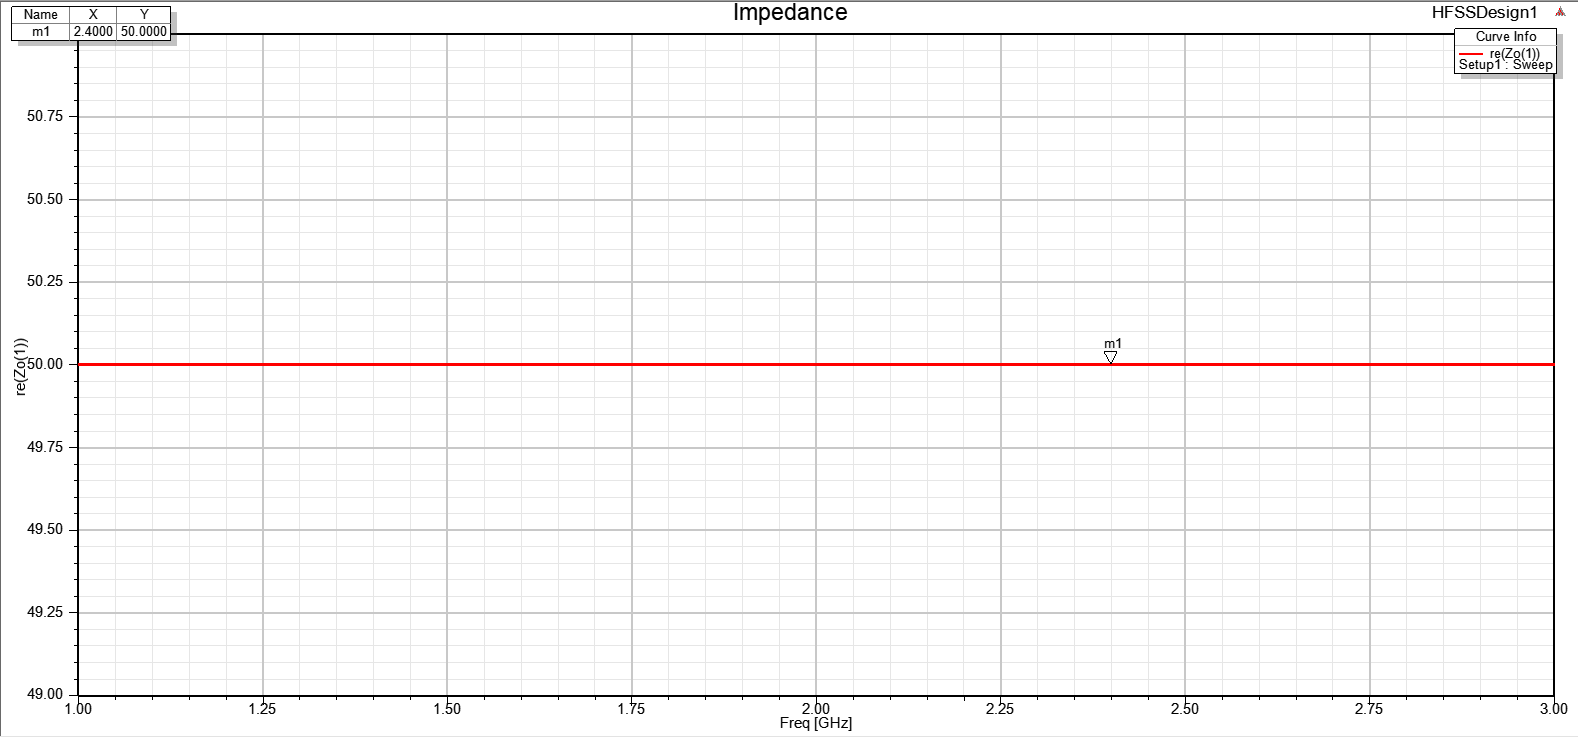 Impedance
HFSSDesign1
Name X Y
m1 2.4000 50.0000
Curve Info
re(Zo(1))
Setup1 : Sweep
50.75
50.50
50.25
50.00
49.75
49.50
49.25
49.00
re(Zo(1))
m1
1.00 1.25 1.50 1.75 2.00 2.25 2.50 2.75 3.00
Freq [GHz]